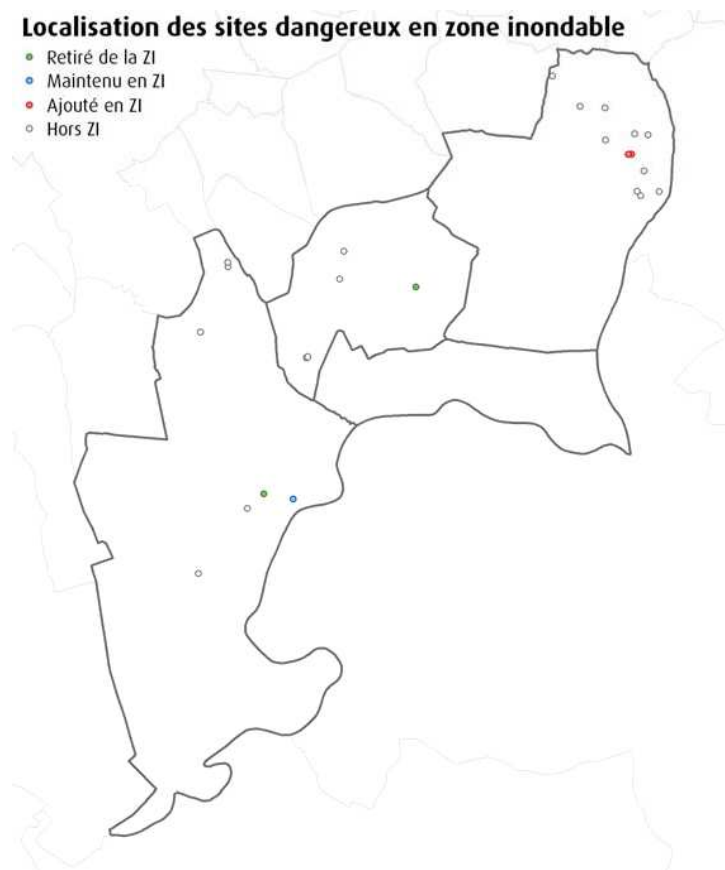 Localisation des sites dangereux en zone inondable
Retiré de la ZI
Maintenu en ZI
Ajouté en ZI
Hors ZI